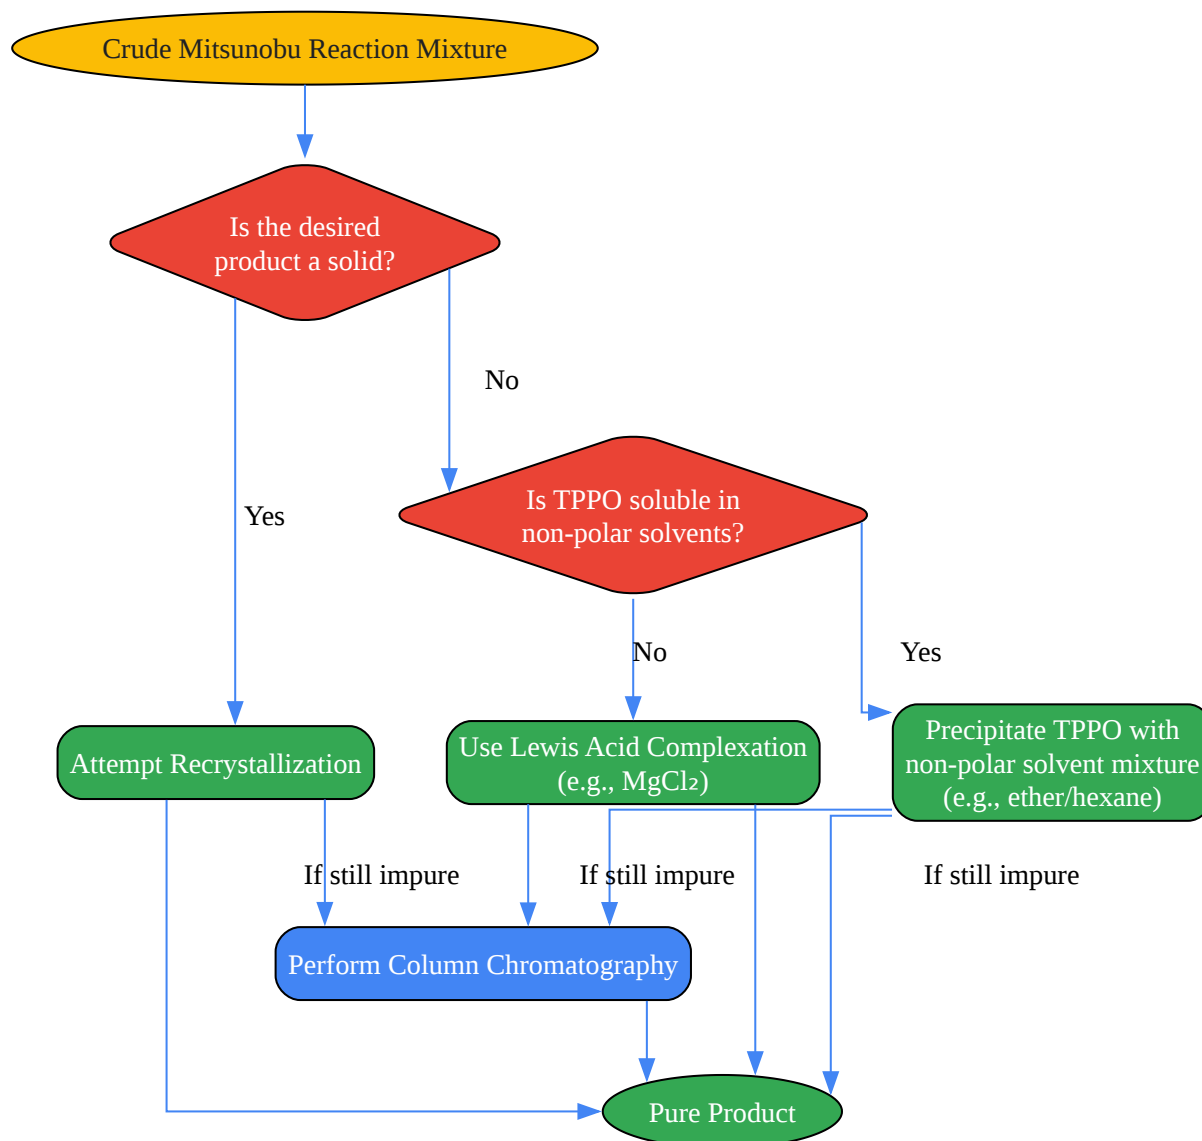 Crude Mitsunobu Reaction Mixture
Is the desired
product a solid?
No
Is TPPO soluble in
non-polar solvents?
Yes
No
Yes
Attempt Recrystallization
Use Lewis Acid Complexation
(e.g., MgCl₂)
Precipitate TPPO with
non-polar solvent mixture
(e.g., ether/hexane)
If still impure
If still impure
If still impure
Perform Column Chromatography
Pure Product